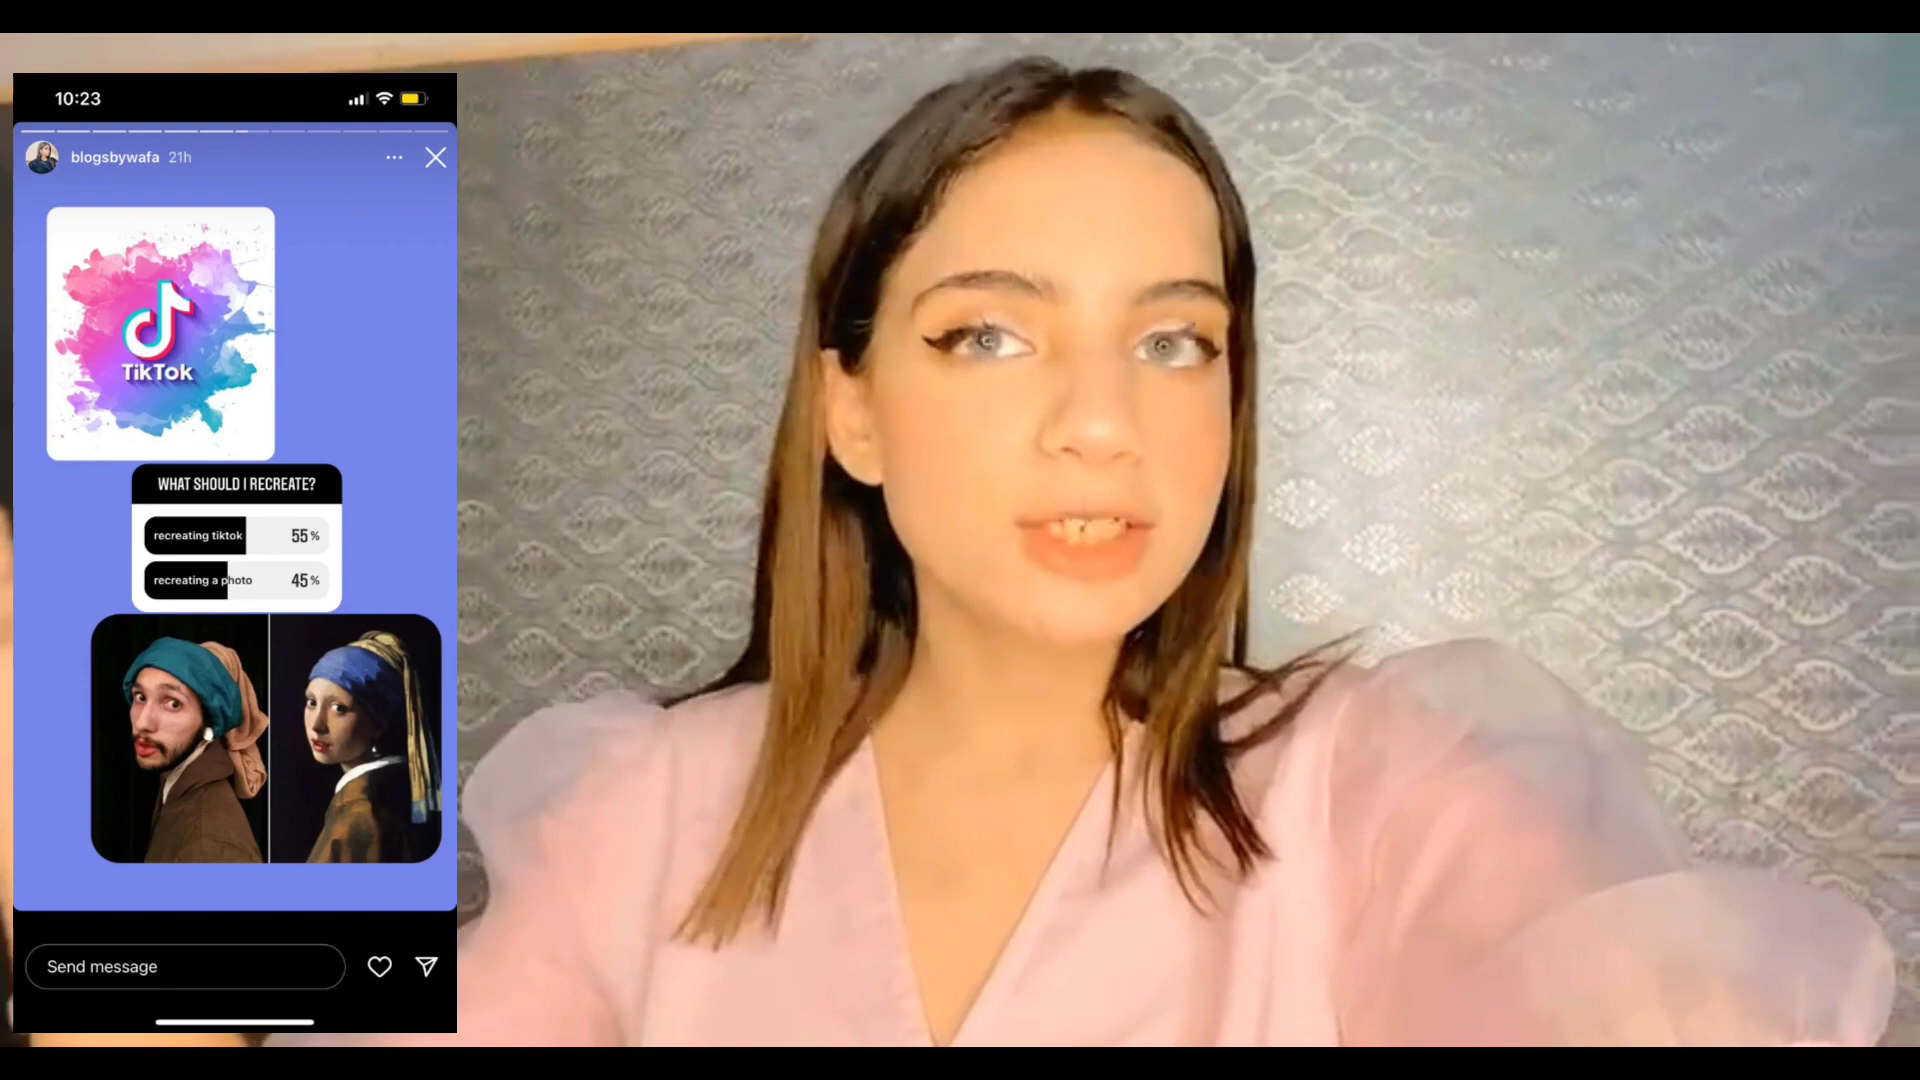 10:23
blogsbywafa 21h
TikTok
WHAT SHOULD I RECREATE?
recreating tiktok 55%
recreating a photo 45%
Send message